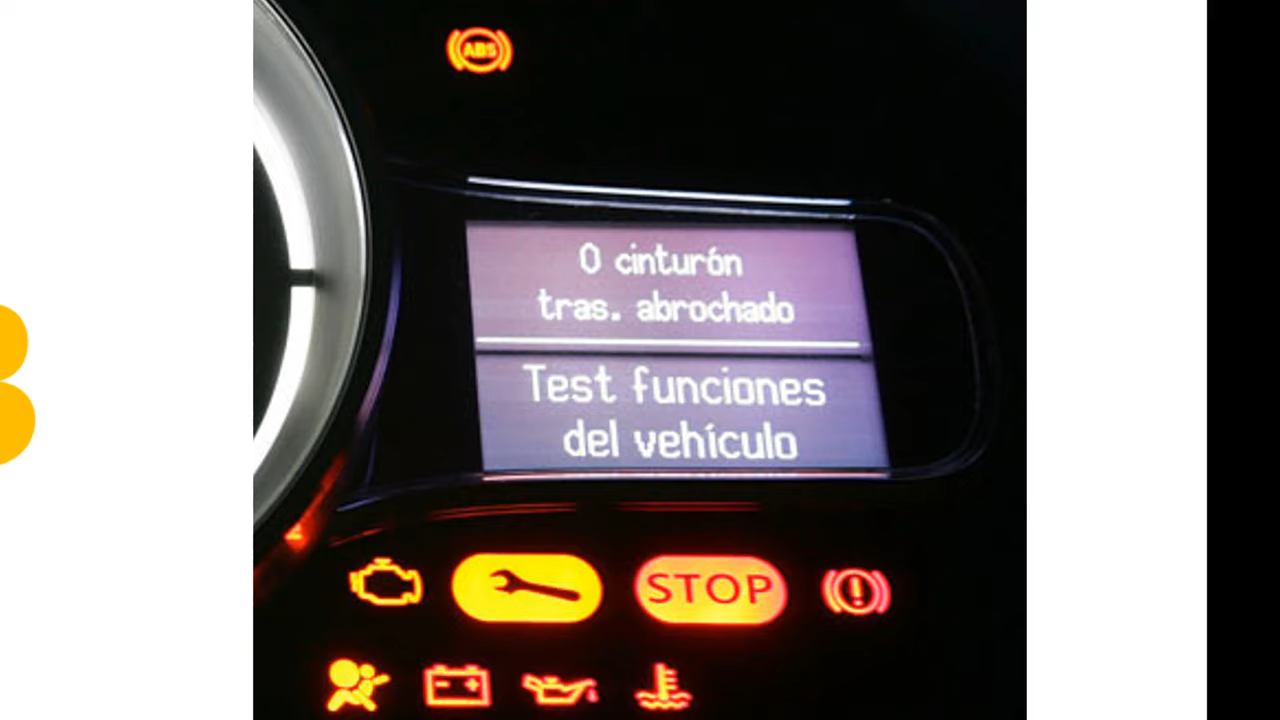 ABS
0 cinturón
tras. abrochado
Test funciones
del vehículo
STOP